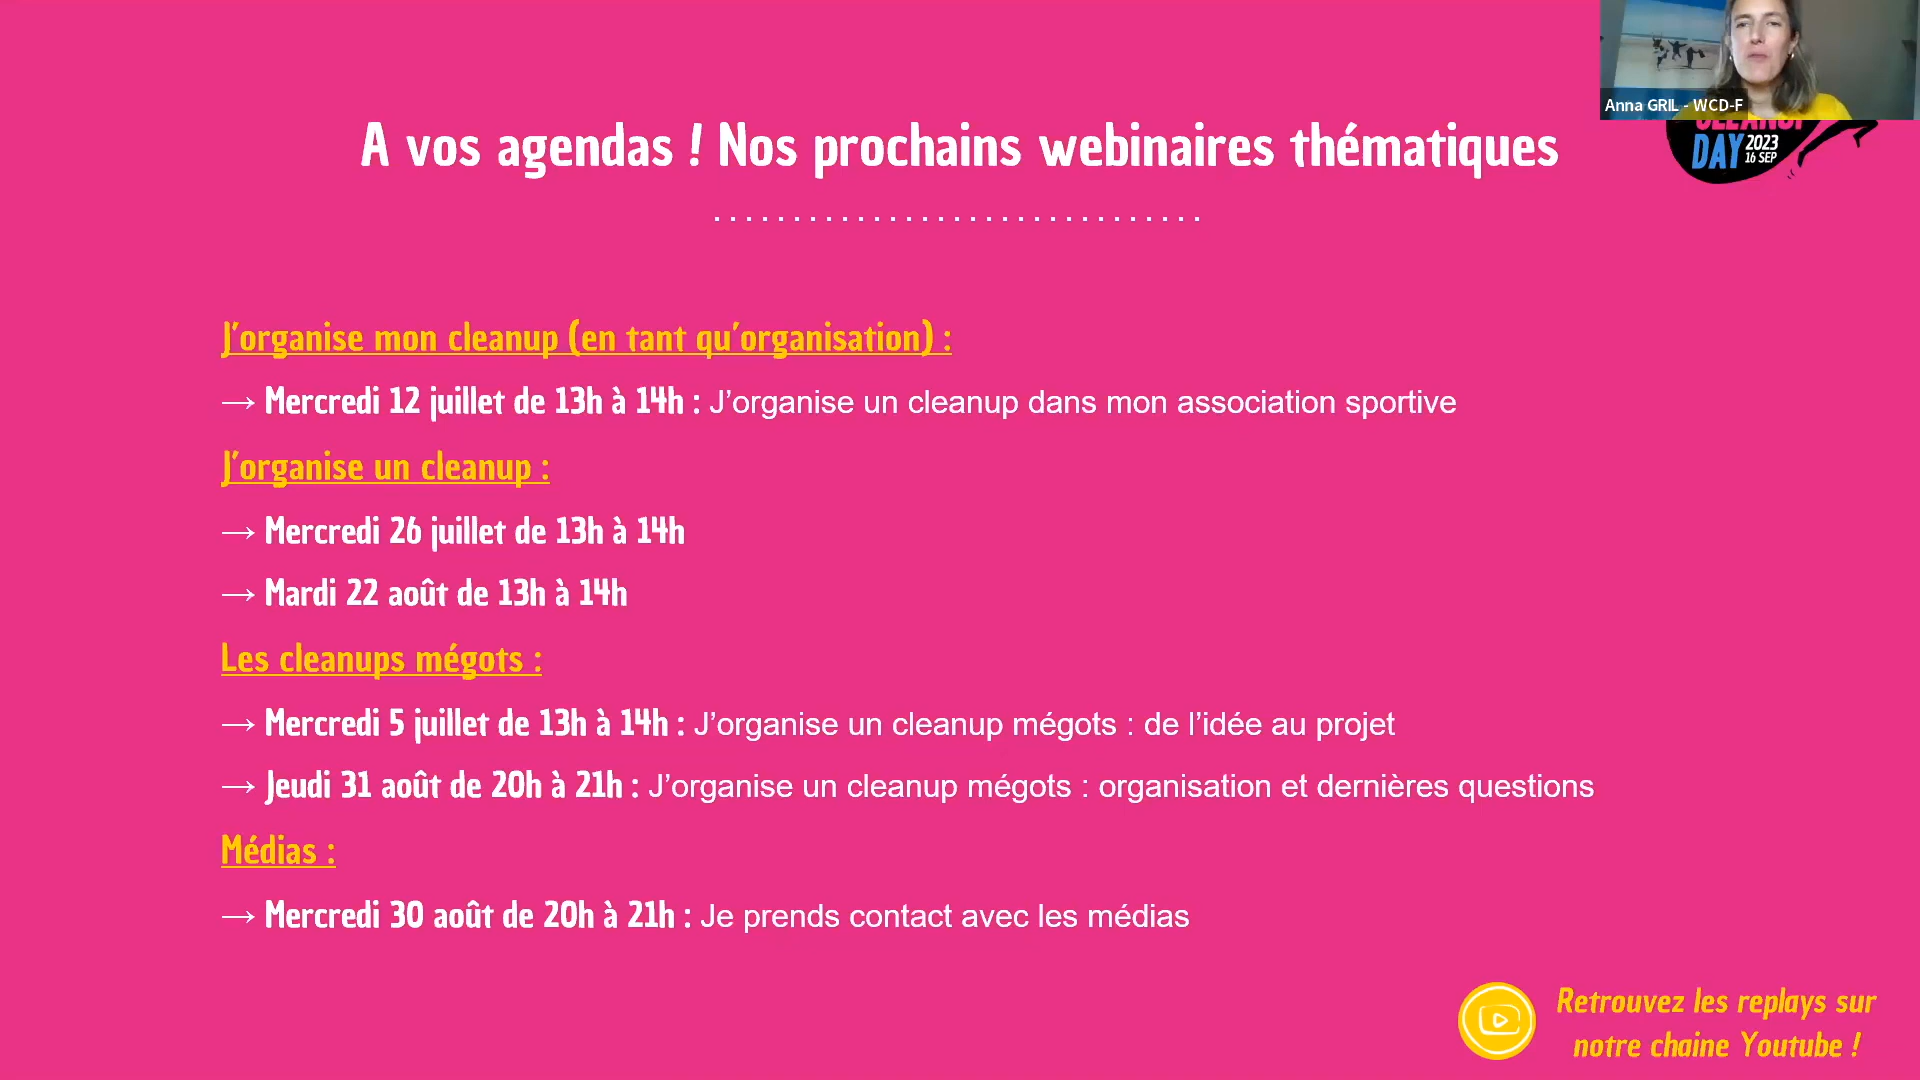 Anna GRIL - WCD-F
DAY 2023
16 SEP
A vos agendas ! Nos prochains webinaires thématiques
J'organise mon cleanup (en tant qu'organisation) :
→ Mercredi 12 juillet de 13h à 14h : J’organise un cleanup dans mon association sportive
J'organise un cleanup :
→ Mercredi 26 juillet de 13h à 14h
→ Mardi 22 août de 13h à 14h
Les cleanups mégots :
→ Mercredi 5 juillet de 13h à 14h : J’organise un cleanup mégots : de l’idée au projet
→ Jeudi 31 août de 20h à 21h : J’organise un cleanup mégots : organisation et dernières questions
Médias :
→ Mercredi 30 août de 20h à 21h : Je prends contact avec les médias
Retrouvez les replays sur
notre chaine Youtube !